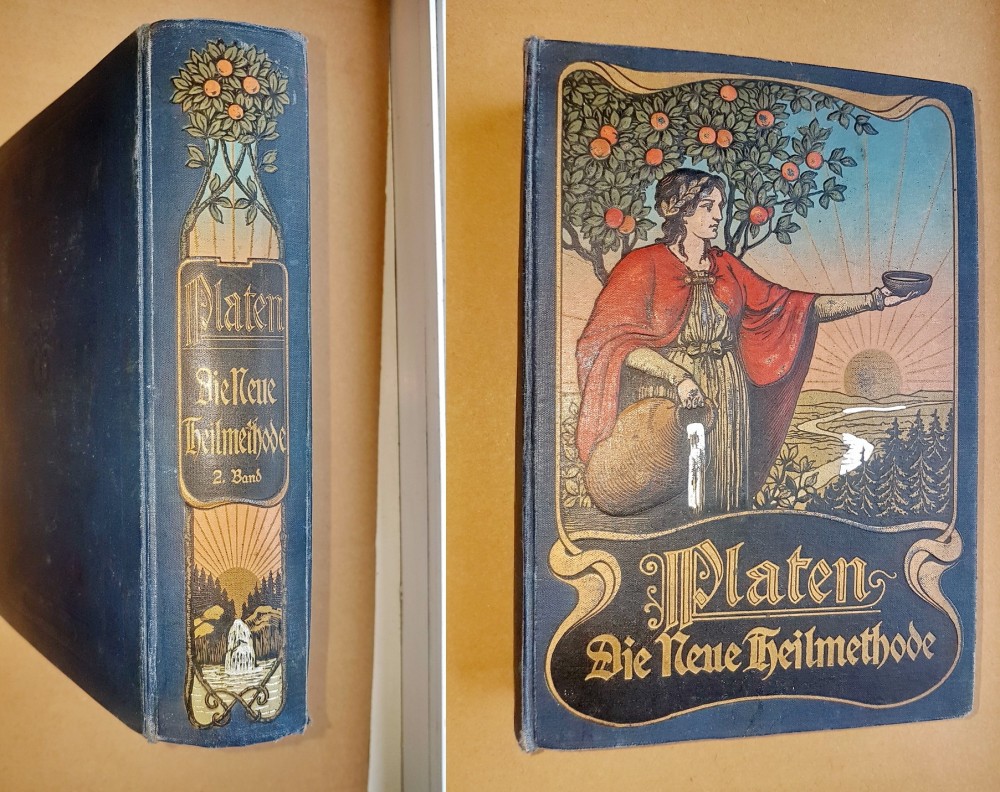 Platen
Die Neue
Heilmethode
2. Band
Platen
Die Neue Heilmethode